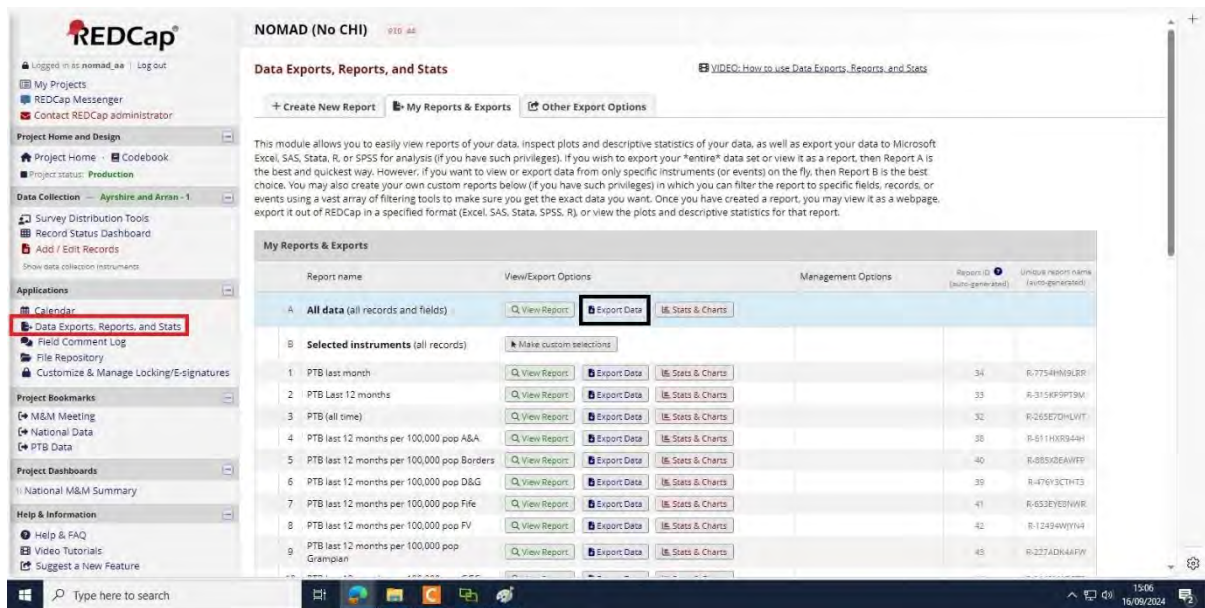 REDCap®
Logged in as nomad_aa | Log out
My Projects
REDCap Messenger
Contact REDCap administrator
Project Home and Design
Project Home · Codebook
Project status: Production
Data Collection — Ayrshire and Arran - 1
Survey Distribution Tools
Record Status Dashboard
Add / Edit Records
Show data collection instruments
Applications
Calendar
Data Exports, Reports, and Stats
Field Comment Log
File Repository
Customize & Manage Locking/E-signatures
Project Bookmarks
M&M Meeting
National Data
PTB Data
Project Dashboards
National M&M Summary
Help & Information
Help & FAQ
Video Tutorials
Suggest a New Feature
NOMAD (No CHI) PID 44
Data Exports, Reports, and Stats
VIDEO: How to use Data Exports, Reports, and Stats
+ Create New Report My Reports & Exports Other Export Options
This module allows you to easily view reports of your data, inspect plots and descriptive statistics of your data, as well as export your data to Microsoft
Excel, SAS, Stata, R, or SPSS for analysis (if you have such privileges). If you wish to export your *entire* data set or view it as a report, then Report A is
the best and quickest way. However, if you want to view or export data from only specific instruments (or events) on the fly, then Report B is the best
choice. You may also create your own custom reports below (if you have such privileges) in which you can filter the report to specific fields, records, or
events using a vast array of filtering tools to make sure you get the exact data you want. Once you have created a report, you may view it as a webpage,
export it out of REDCap in a specified format (Excel, SAS, Stata, SPSS, R), or view the plots and descriptive statistics for that report.
My Reports & Exports
Report name View/Export Options Management Options Report ID (auto-generated) Unique report name (auto-generated)
A All data (all records and fields) View Report Export Data Stats & Charts
B Selected instruments (all records) Make custom selections
1 PTB last month View Report Export Data Stats & Charts 34
2 PTB Last 12 months View Report Export Data Stats & Charts 33
3 PTB (all time) View Report Export Data Stats & Charts 32
4 PTB last 12 months per 100,000 pop A&A View Report Export Data Stats & Charts 38
5 PTB last 12 months per 100,000 pop Borders View Report Export Data Stats & Charts 40
6 PTB last 12 months per 100,000 pop D&G View Report Export Data Stats & Charts 39
7 PTB last 12 months per 100,000 pop Fife View Report Export Data Stats & Charts 41
8 PTB last 12 months per 100,000 pop FV View Report Export Data Stats & Charts 42
9 PTB last 12 months per 100,000 pop Grampian View Report Export Data Stats & Charts 43
Type here to search
15:06
16/09/2024